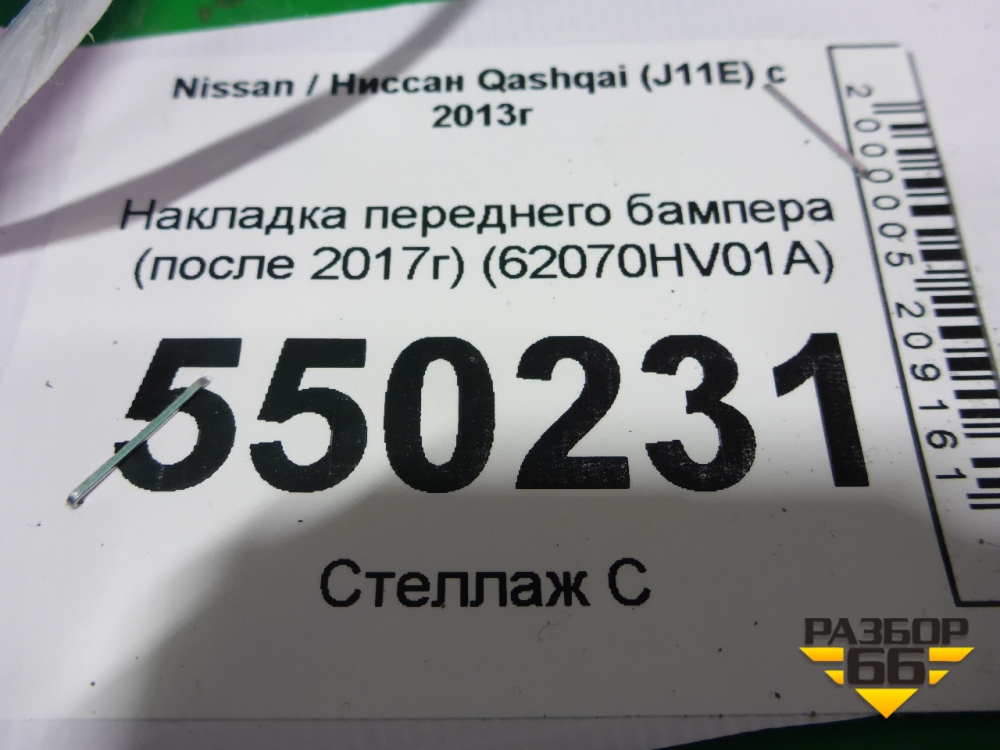 Nissan / Ниссан Qashqai (J11E) с
2013г
Накладка переднего бампера
(после 2017г) (62070HV01A)
550231
Стеллаж С
2000005209161
РАЗБОР
66